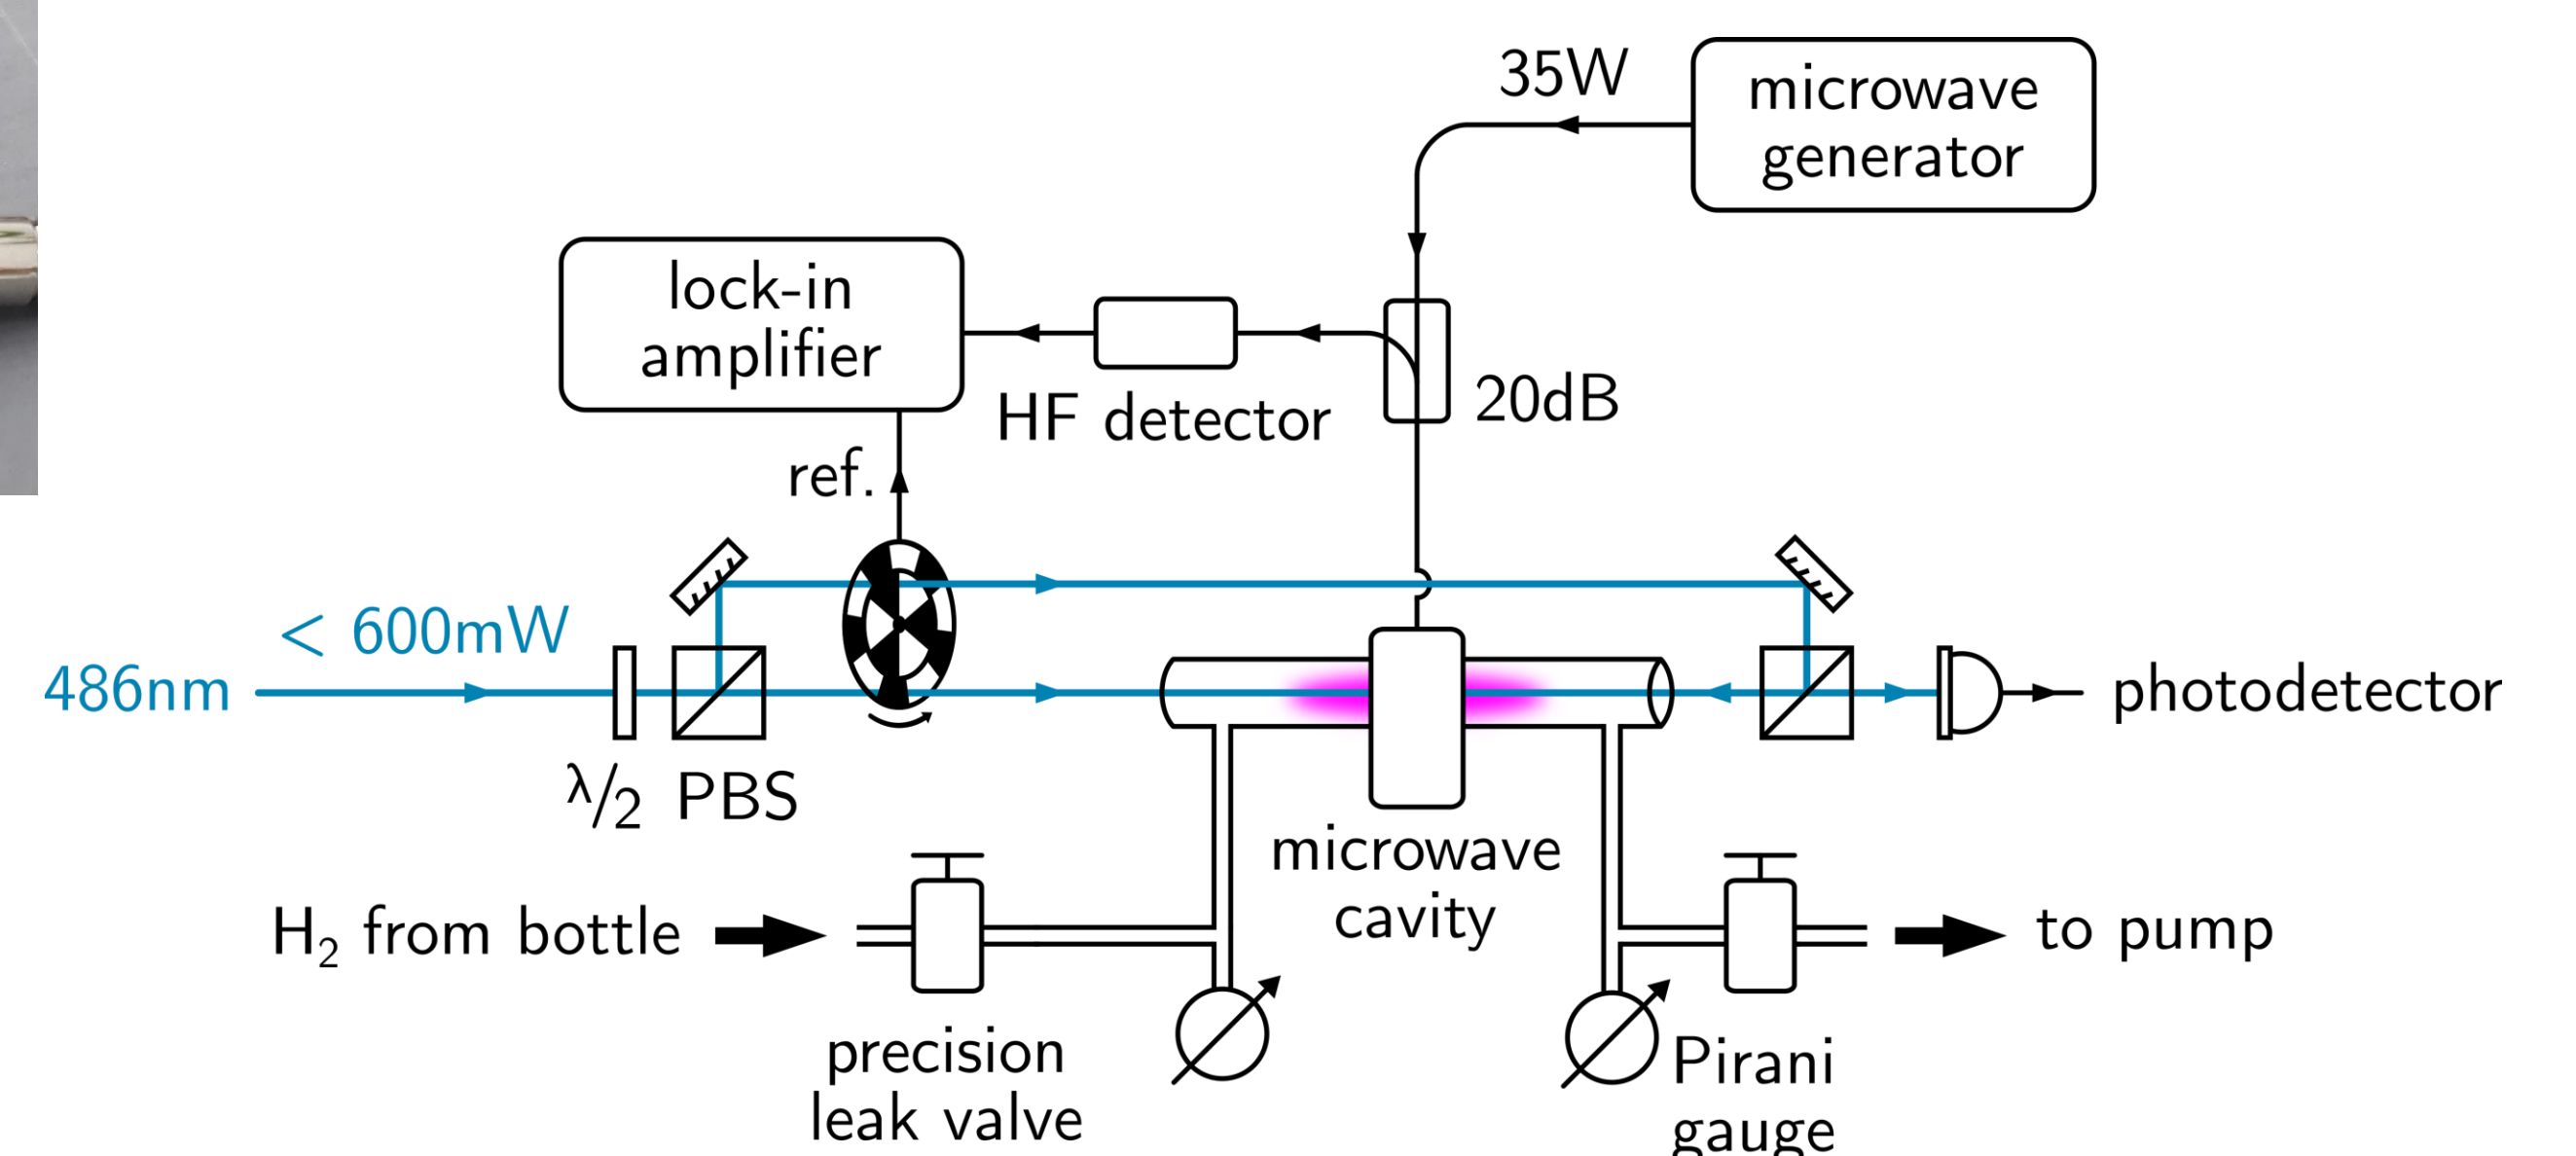 35W
microwave
generator
lock-in
amplifier
HF detector
20dB
ref.
< 600mW
486nm
photodetector
λ/2 PBS
microwave
cavity
H₂ from bottle
to pump
precision
leak valve
Pirani
gauge